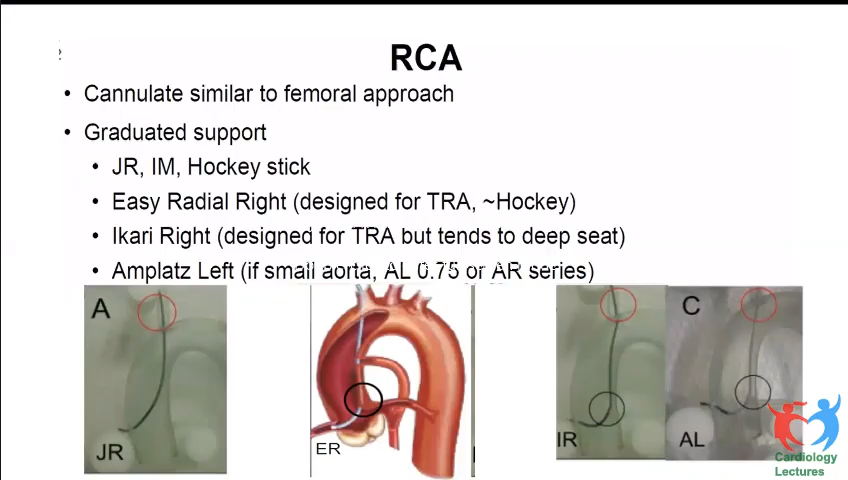 RCA
• Cannulate similar to femoral approach
• Graduated support
• JR, IM, Hockey stick
• Easy Radial Right (designed for TRA, ~Hockey)
• Ikari Right (designed for TRA but tends to deep seat)
• Amplatz Left (if small aorta, AL 0.75 or AR series)
A
C
JR
ER
IR
AL
Cardiology
Lectures